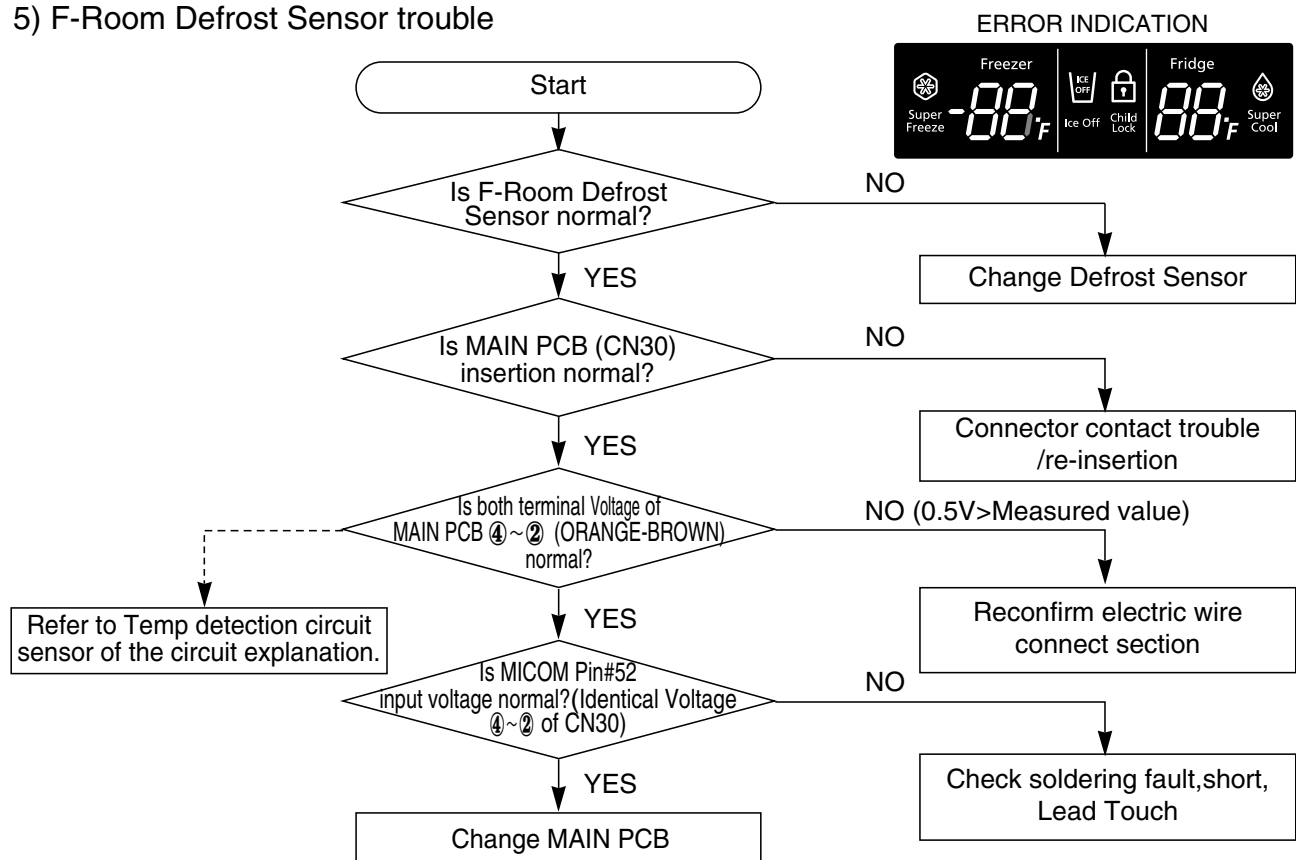 5) F-Room Defrost Sensor trouble
ERROR INDICATION
Freezer
Fridge
ICE
OFF
-88°F
88°F
Super
Freeze
Ice Off
Child
Lock
Super
Cool
Start
Is F-Room Defrost
Sensor normal?
NO
Change Defrost Sensor
YES
Is MAIN PCB (CN30)
insertion normal?
NO
Connector contact trouble
/re-insertion
YES
Is both terminal Voltage of
MAIN PCB ④~② (ORANGE-BROWN)
normal?
NO (0.5V>Measured value)
Reconfirm electric wire
connect section
Refer to Temp detection circuit
sensor of the circuit explanation.
YES
Is MICOM Pin#52
input voltage normal?(Identical Voltage
④~② of CN30)
NO
Check soldering fault,short,
Lead Touch
YES
Change MAIN PCB